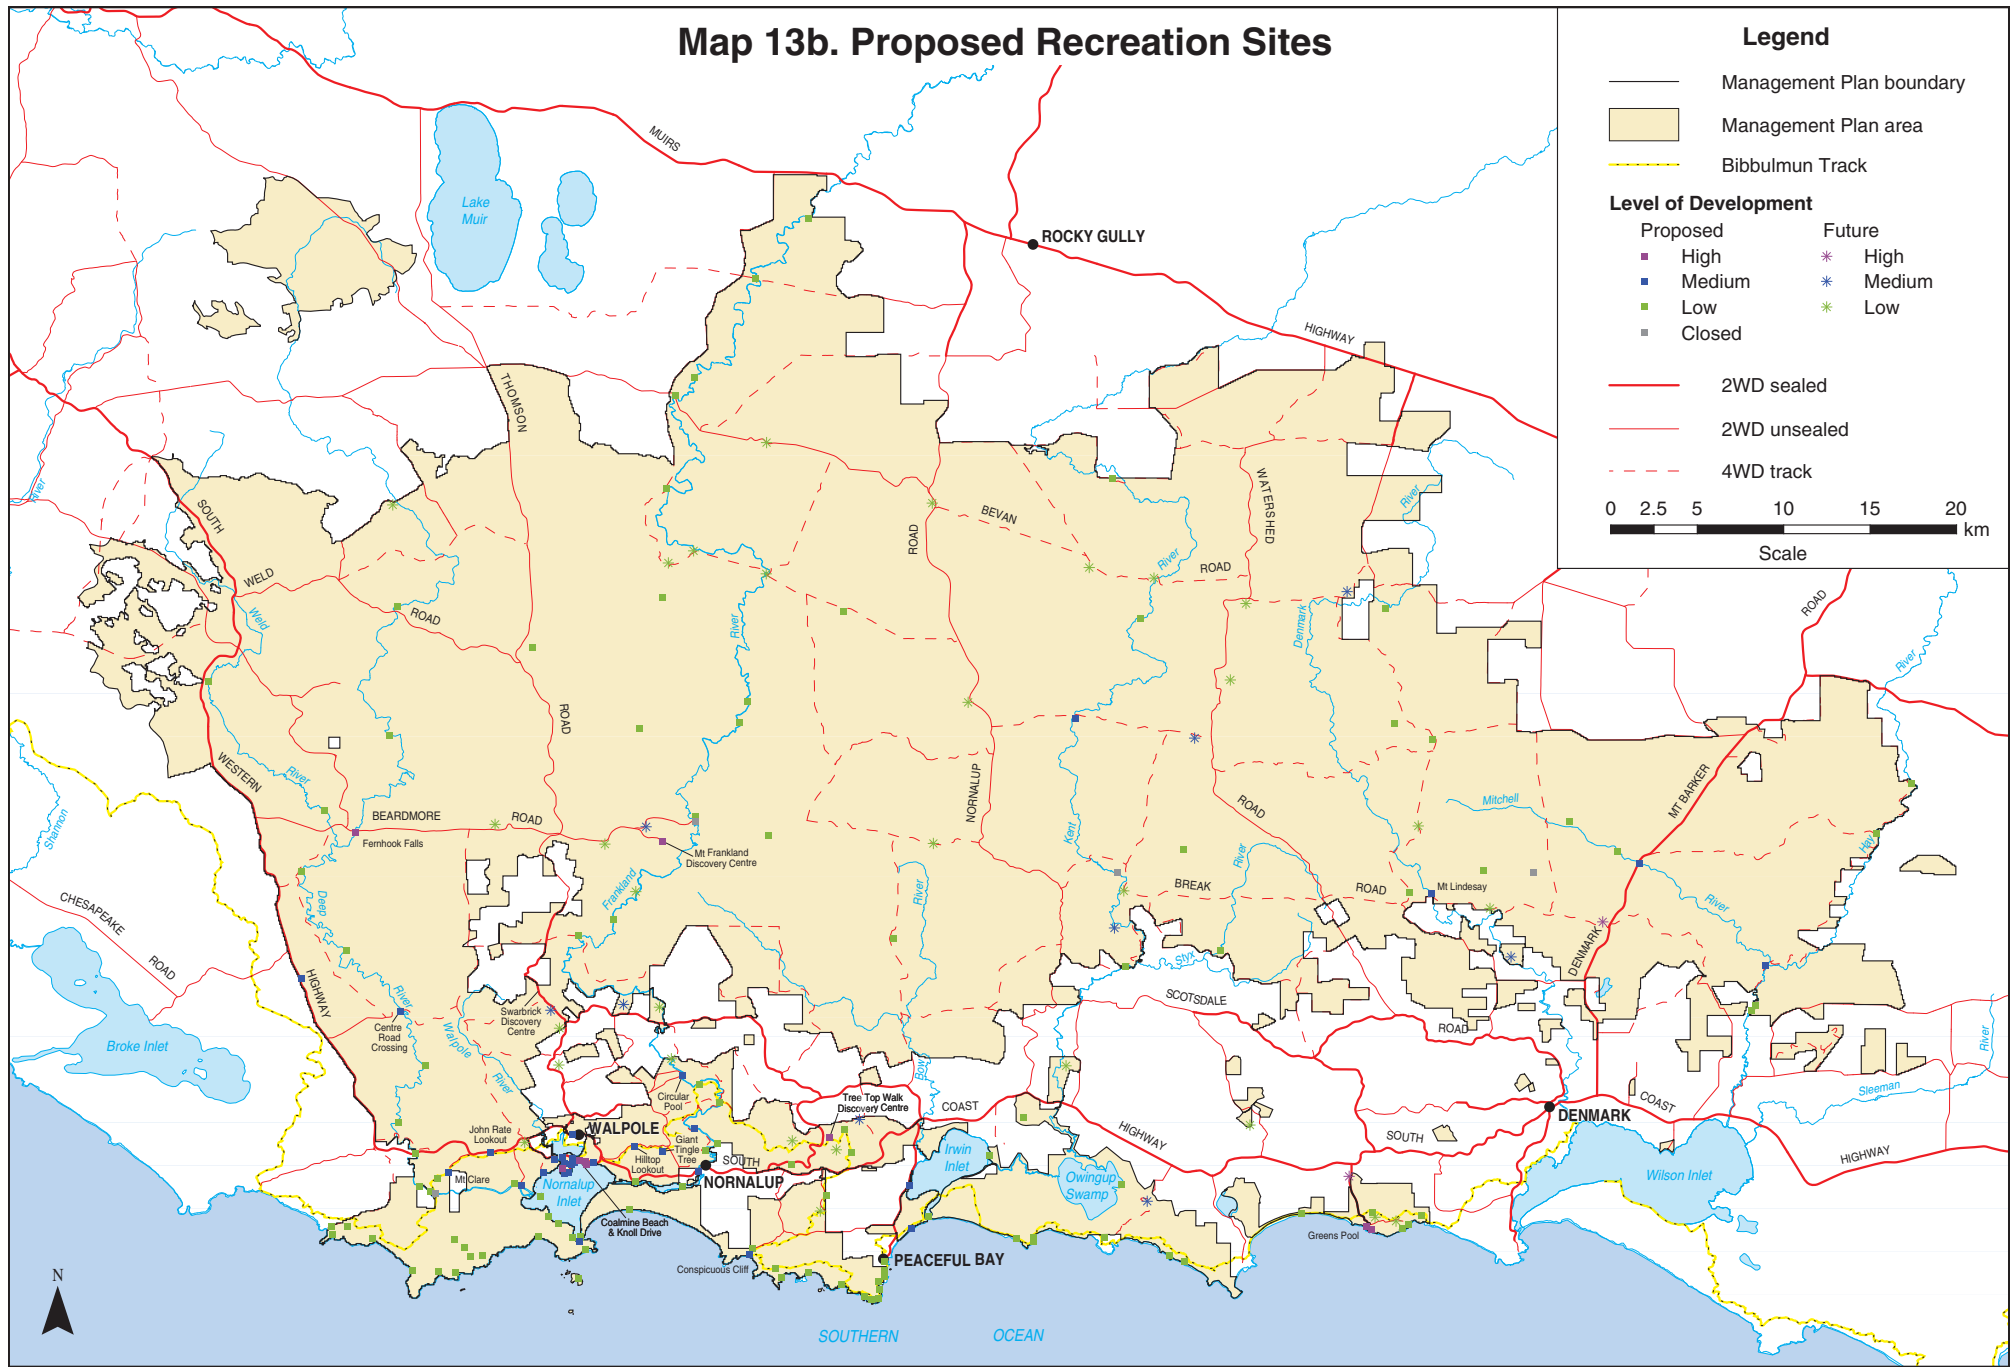 Map 13b. Proposed Recreation Sites
Legend
Management Plan boundary
Management Plan area
Bibbulmun Track
Level of Development
Proposed
Future
High
High
Medium
Medium
Low
Low
Closed
2WD sealed
2WD unsealed
4WD track
0 2.5 5 10 15 20
km
Scale
MUIRS
Lake
Muir
ROCKY GULLY
HIGHWAY
THOMSON
River
SOUTH
WELD
ROAD
Weld
ROAD
BEVAN
ROAD
WATERSHED
River
River
River
Denmark
ROAD
River
ROAD
WESTERN
River
NORNALUP
ROAD
Mitchell
MT BARKER
Shannon
BEARDMORE
ROAD
Fernhook Falls
Mt Frankland
Discovery Centre
Kent
River
Hay
Frankland
River
BREAK
ROAD
Mt Lindesay
River
CHESAPEAKE
ROAD
Deep
River
HIGHWAY
DENMARK
Styx
Swarbrick
Discovery
Centre
Centre
Road
Crossing
Walpole
River
SCOTSDALE
ROAD
River
Broke Inlet
Bow
Sleeman
Circular
Pool
Tree Top Walk
Discovery Centre
COAST
HIGHWAY
COAST
DENMARK
John Rate
Lookout
WALPOLE
Giant
Tingle
Tree
Hilltop
Lookout
SOUTH
SOUTH
HIGHWAY
Irwin
Inlet
Mt Clare
NORNALUP
Nornalup
Inlet
Owingup
Swamp
Wilson Inlet
Coalmine Beach
& Knoll Drive
Greens Pool
Conspicuous Cliff
PEACEFUL BAY
N
SOUTHERN OCEAN